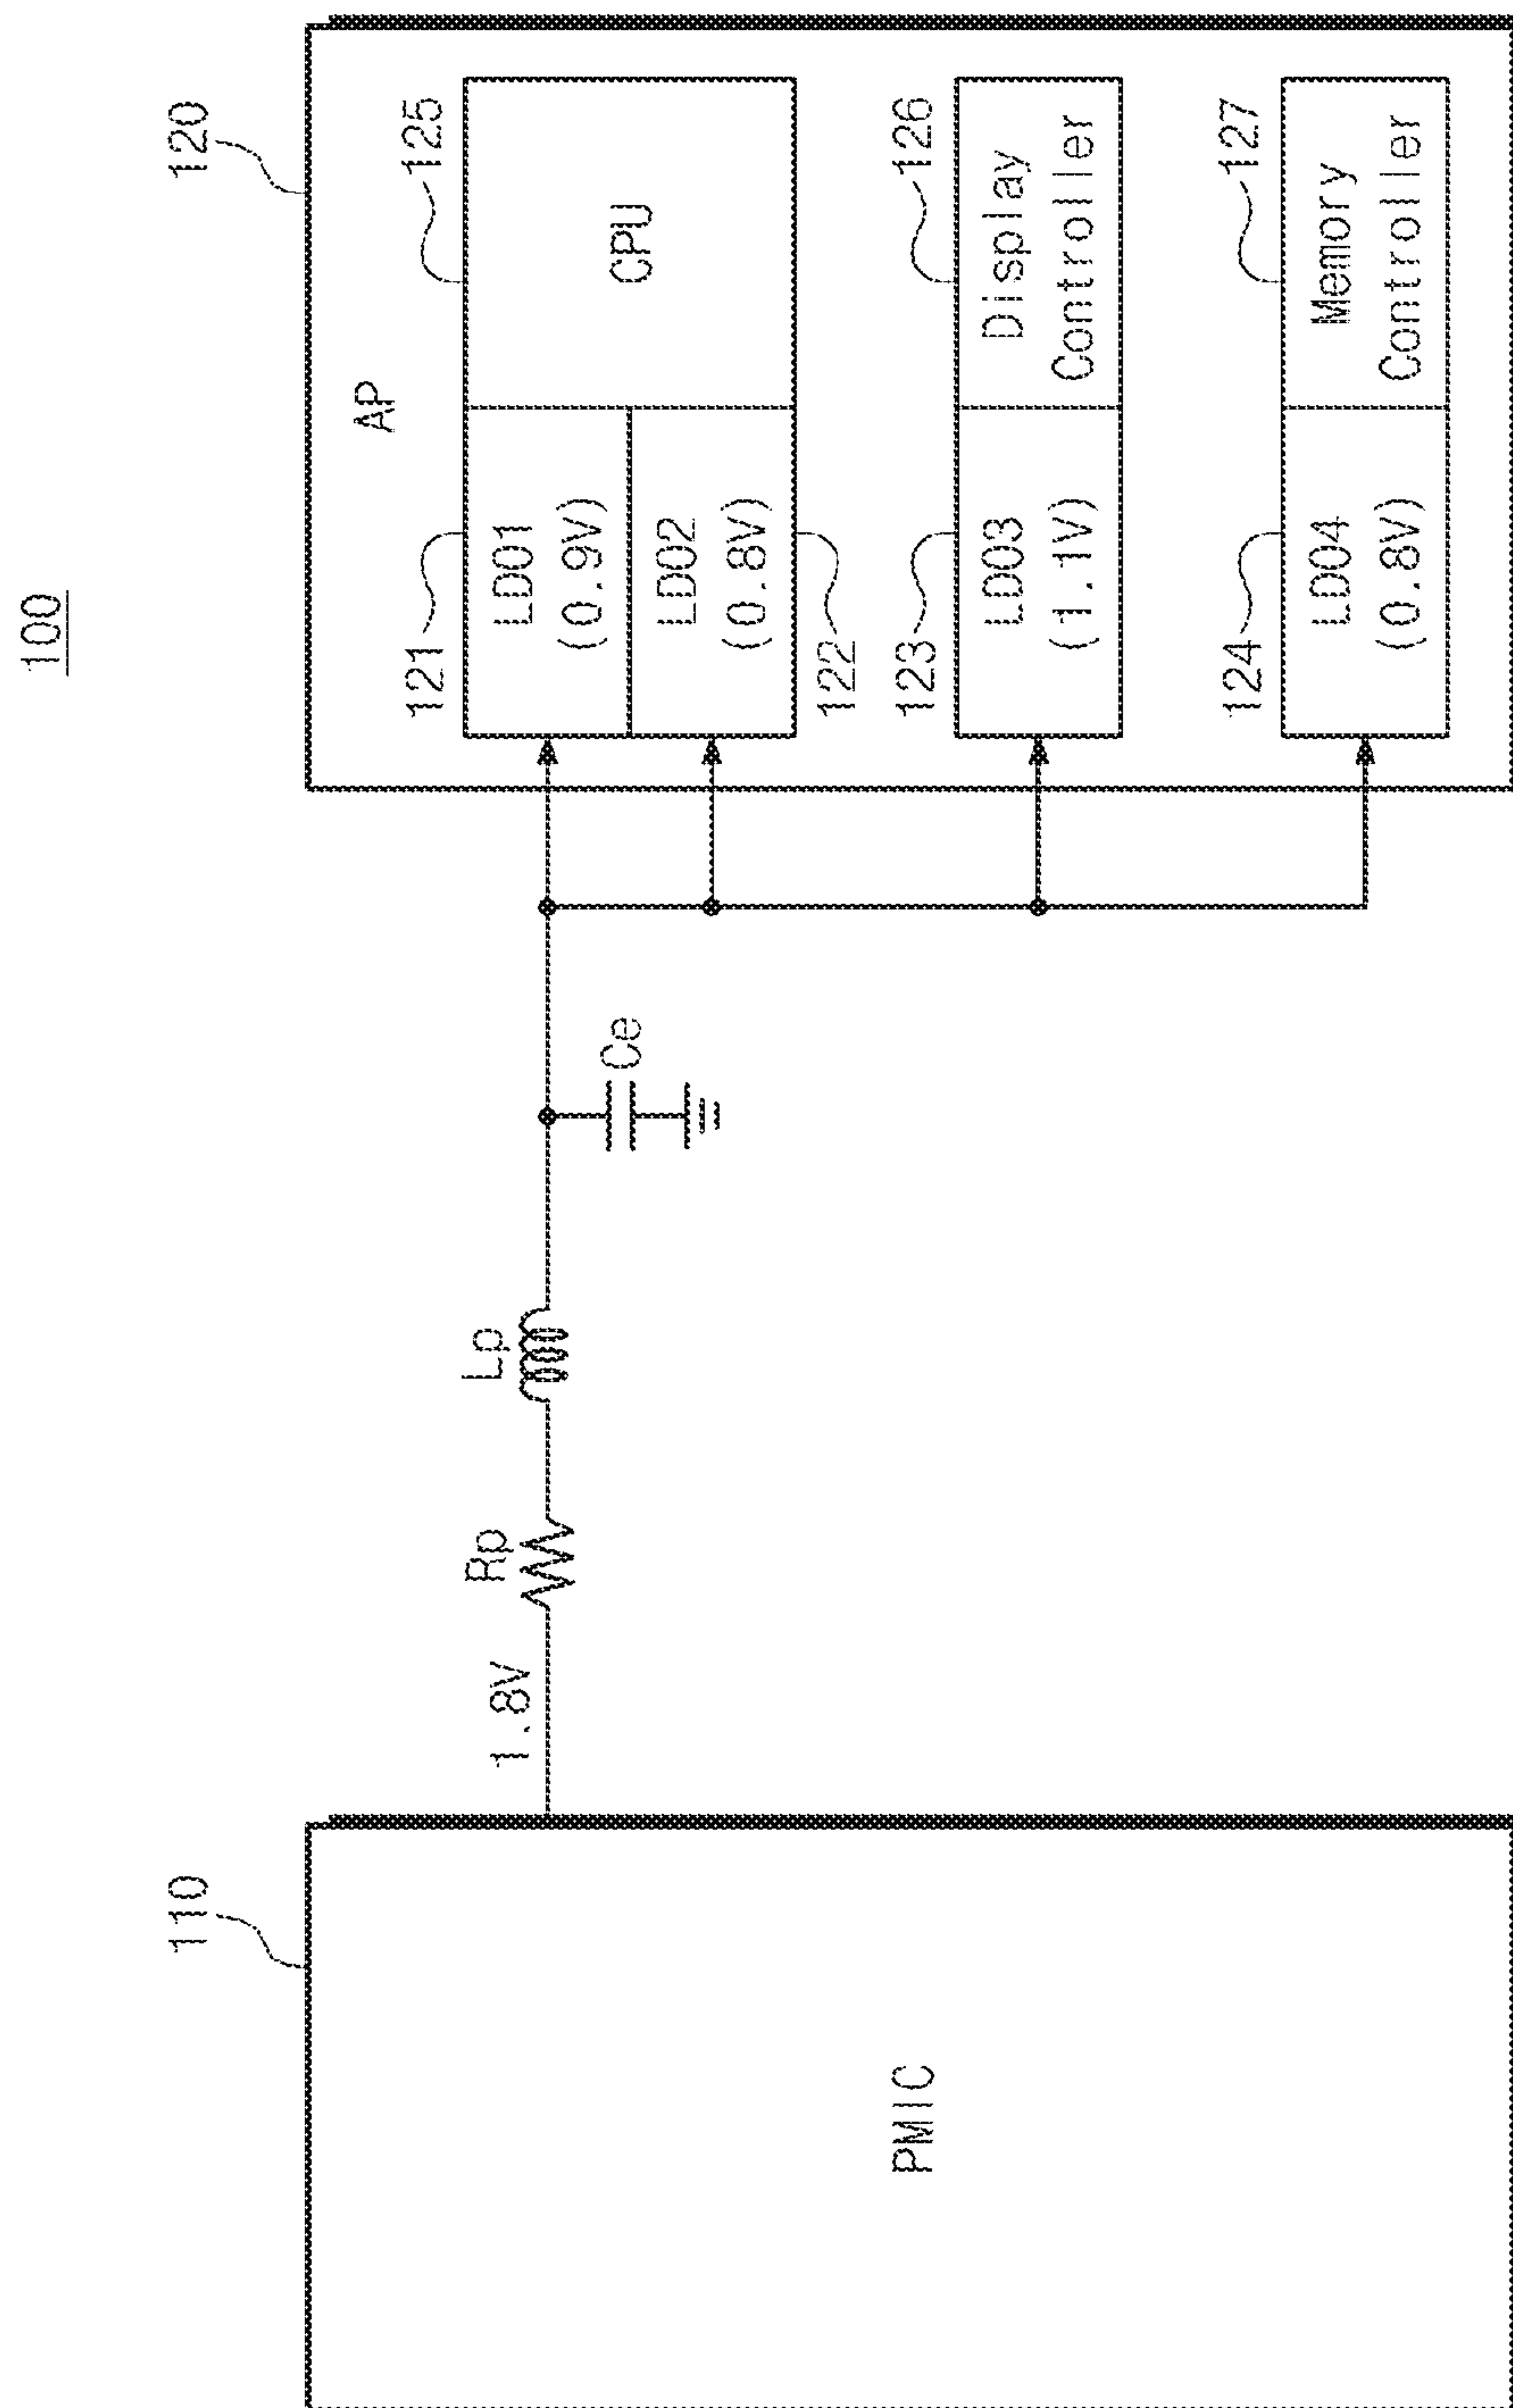 100
110
PMIC
1.8V
Rp
Lp
Ce
120
AP
121
LDO1
(0.9V)
LDO2
(0.8V)
122
125
CPU
123
LDO3
(1.1V)
126
Display
Controller
124
LDO4
(0.8V)
127
Memory
Controller